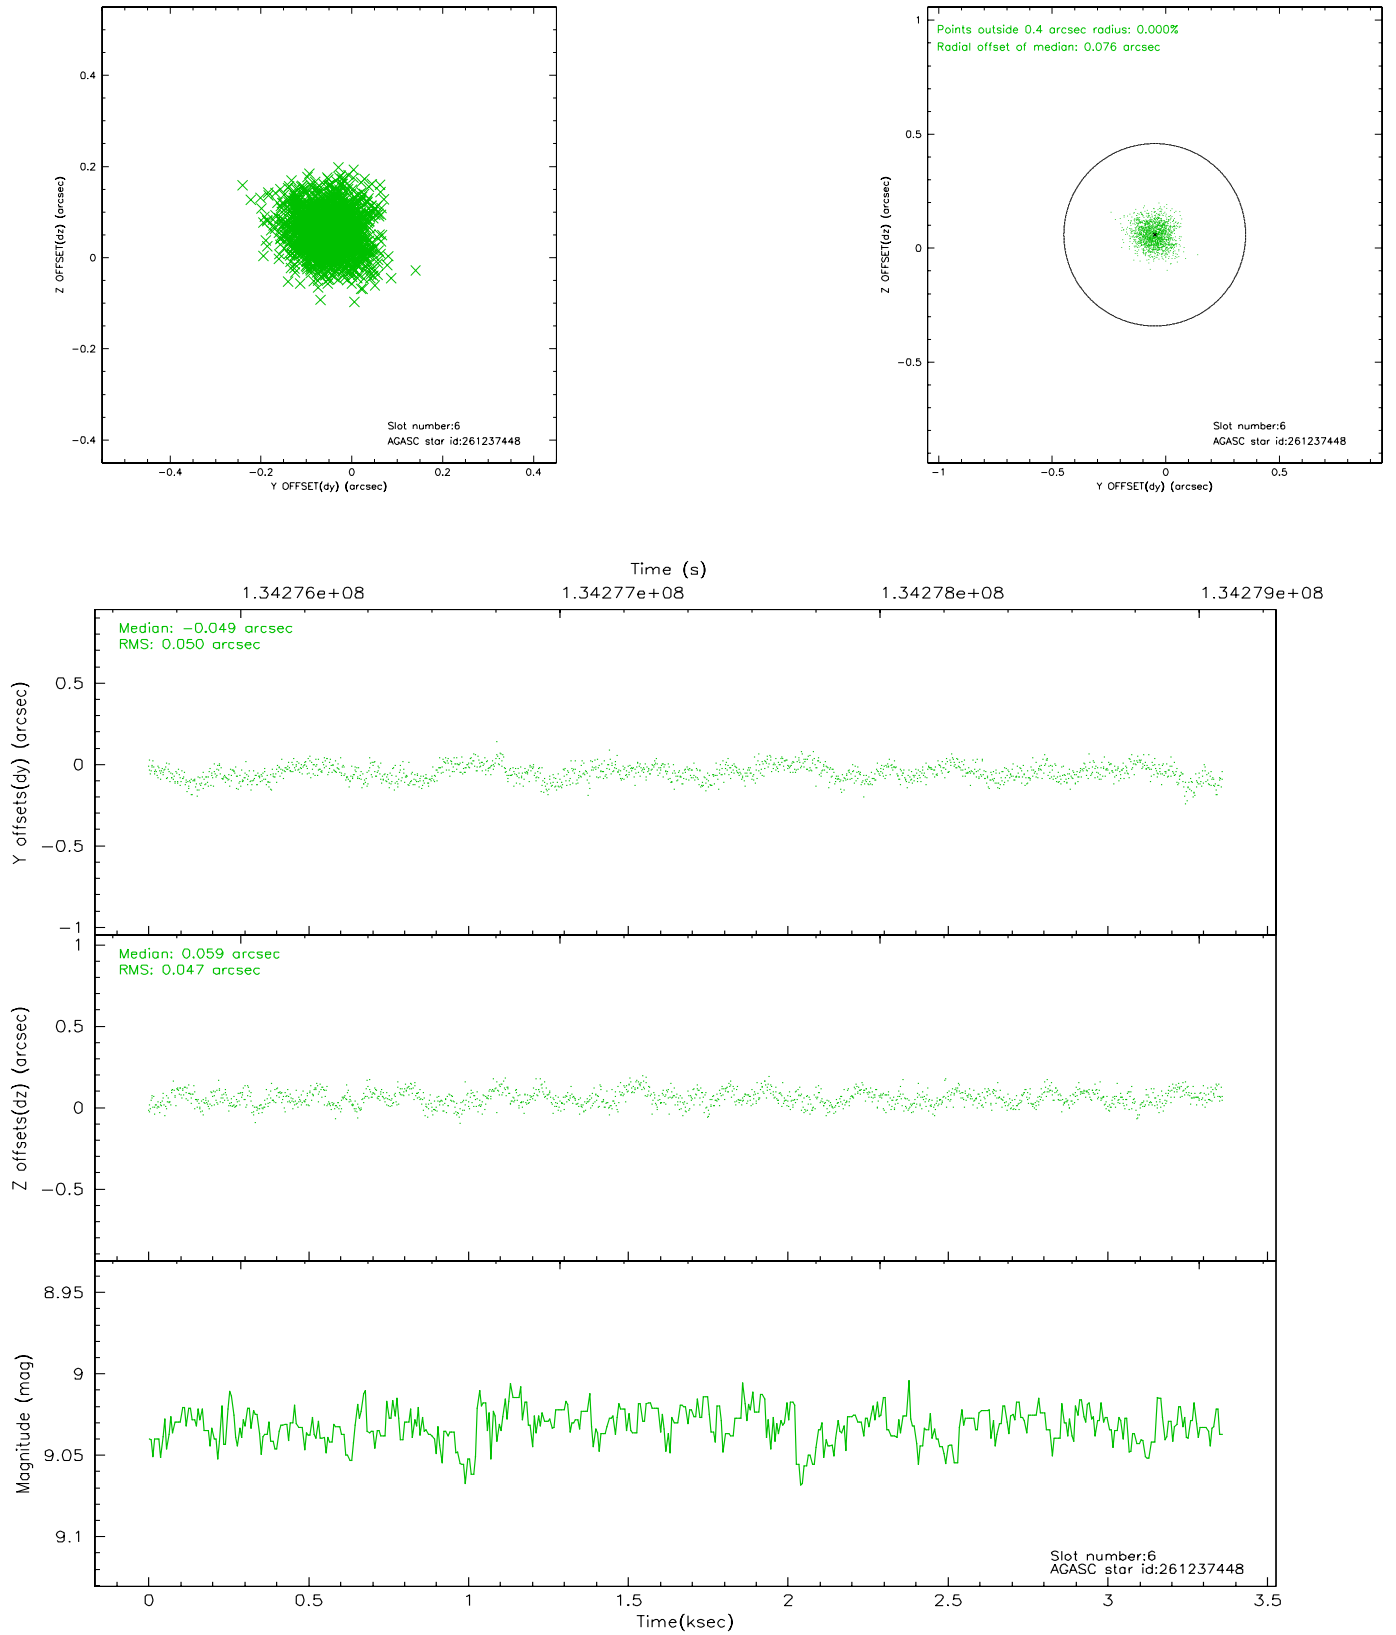 0.4
0.2
0
-0.2
-0.4
Z OFFSET(dz) (arcsec)
Slot number:6
AGASC star id:261237448
-0.4 -0.2 0 0.2 0.4
Y OFFSET(dy) (arcsec)
Points outside 0.4 arcsec radius: 0.000%
Radial offset of median: 0.076 arcsec
1
0.5
0
-0.5
Z OFFSET(dz) (arcsec)
Slot number:6
AGASC star id:261237448
-1 -0.5 0 0.5
Y OFFSET(dy) (arcsec)
Time (s)
1.34276e+08 1.34277e+08 1.34278e+08 1.34279e+08
Median: -0.049 arcsec
RMS: 0.050 arcsec
0.5
0
-0.5
-1
Y offsets(dy) (arcsec)
Median: 0.059 arcsec
RMS: 0.047 arcsec
1
0.5
0
-0.5
Z offsets(dz) (arcsec)
8.95
9
9.05
9.1
Magnitude (mag)
Slot number:6
AGASC star id:261237448
0 0.5 1 1.5 2 2.5 3 3.5
Time(ksec)